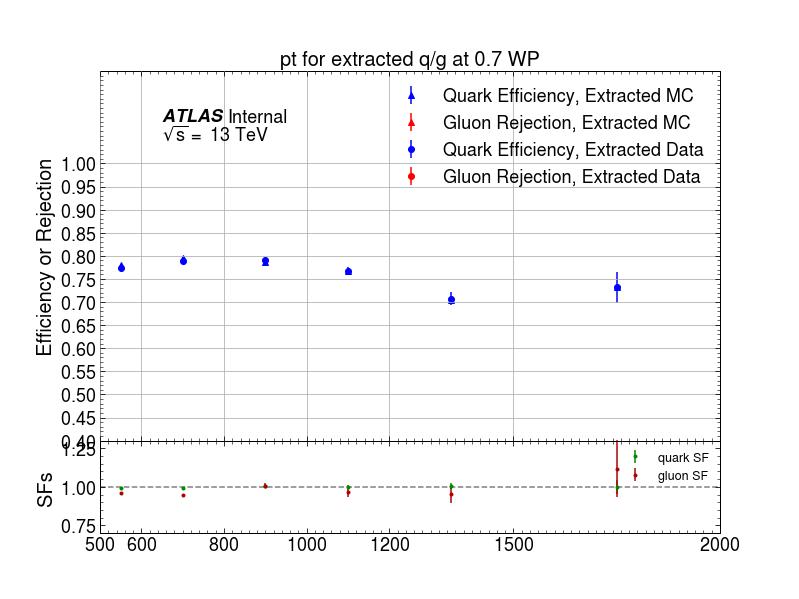 pt for extracted q/g at 0.7 WP
ATLAS Internal
√s = 13 TeV
Quark Efficiency, Extracted MC
Gluon Rejection, Extracted MC
Quark Efficiency, Extracted Data
Gluon Rejection, Extracted Data
Efficiency or Rejection
1.00
0.95
0.90
0.85
0.80
0.75
0.70
0.65
0.60
0.55
0.50
0.45
0.40
SFs
1.25
1.00
0.75
quark SF
gluon SF
500 600 800 1000 1200 1500 2000